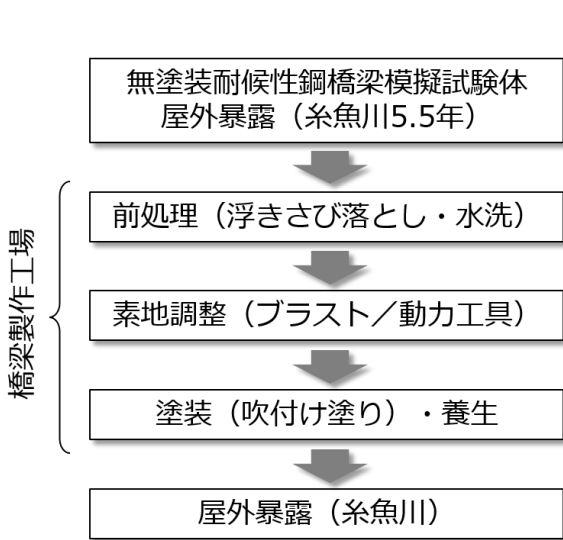 無塗装耐候性鋼橋梁模擬試験体
屋外暴露（糸魚川5.5年）
橋梁製作工場
前処理（浮きさび落とし・水洗）
素地調整（ブラスト／動力工具）
塗装（吹付け塗り）・養生
屋外暴露（糸魚川）